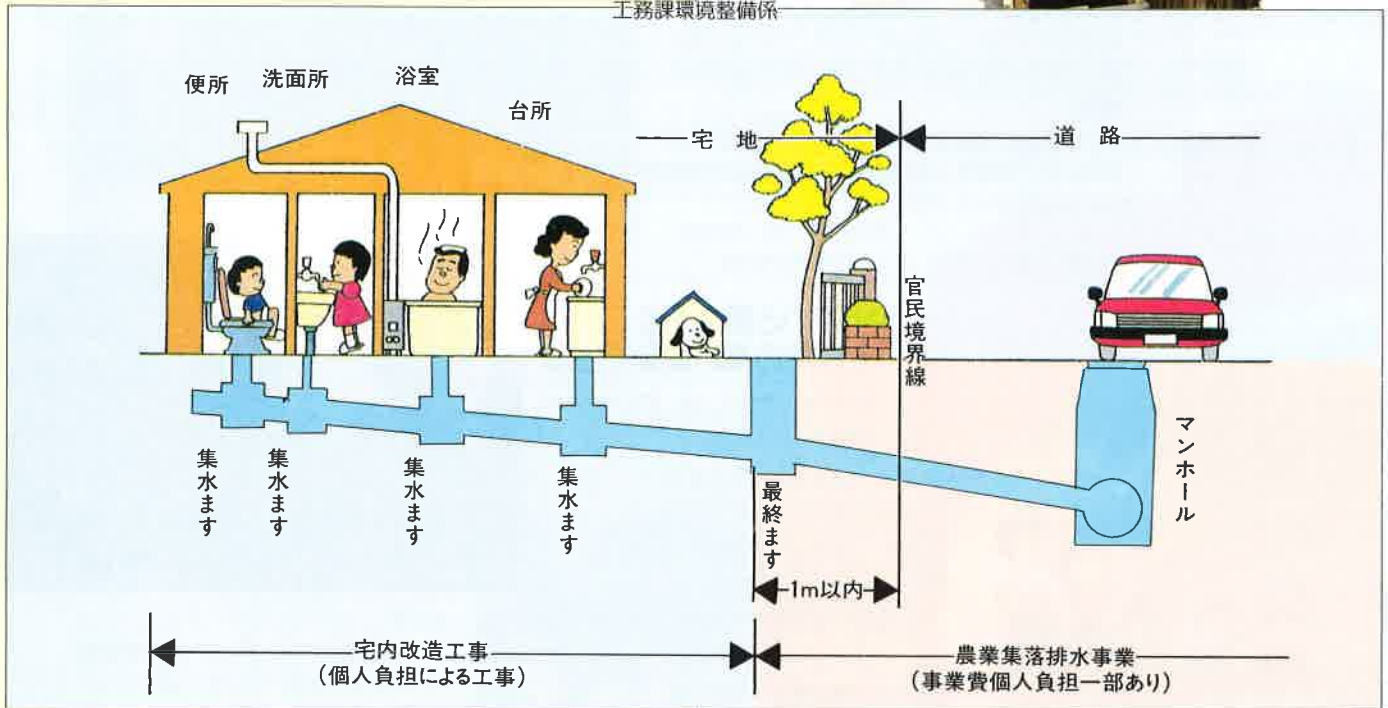 工務課環境整備係
便所
洗面所
浴室
台所
宅地
道路
官民境界線
マンホール
集水ます
集水ます
集水ます
集水ます
最終ます
1m以内
宅内改造工事
(個人負担による工事)
農業集落排水事業
(事業費個人負担一部あり)